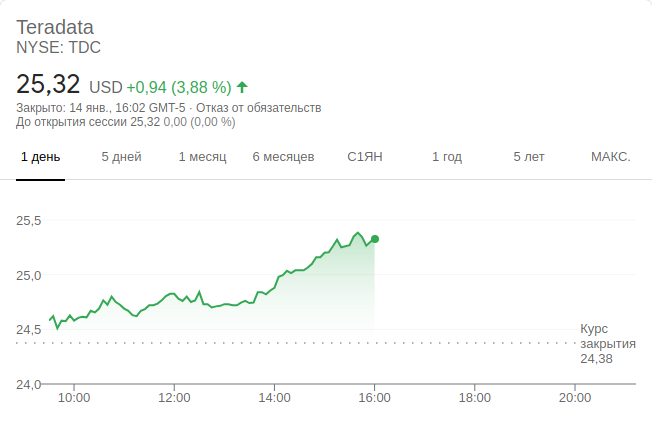 Teradata
NYSE: TDC
25,32 USD +0,94 (3,88 %)
Закрыто: 14 янв., 16:02 GMT-5 · Отказ от обязательств
До открытия сессии 25,32 0,00 (0,00 %)
1 день 5 дней 1 месяц 6 месяцев С1ЯН 1 год 5 лет МАКС.
25,5
25,0
24,5
Курс
закрытия
24,38
24,0
10:00 12:00 14:00 16:00 18:00 20:00